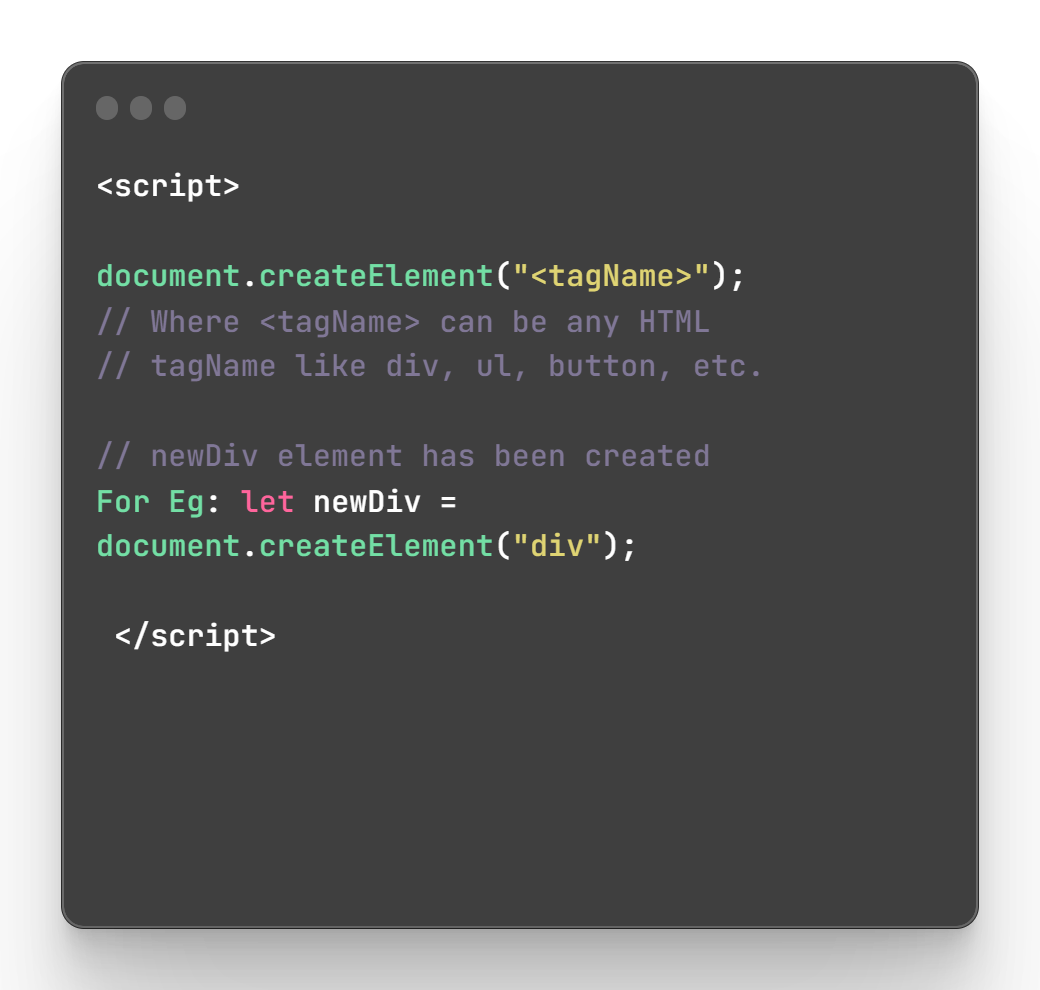 <script>
document.createElement("<tagName>");
// Where <tagName> can be any HTML
// tagName like div, ul, button, etc.
// newDiv element has been created
For Eg: let newDiv =
document.createElement("div");
</script>